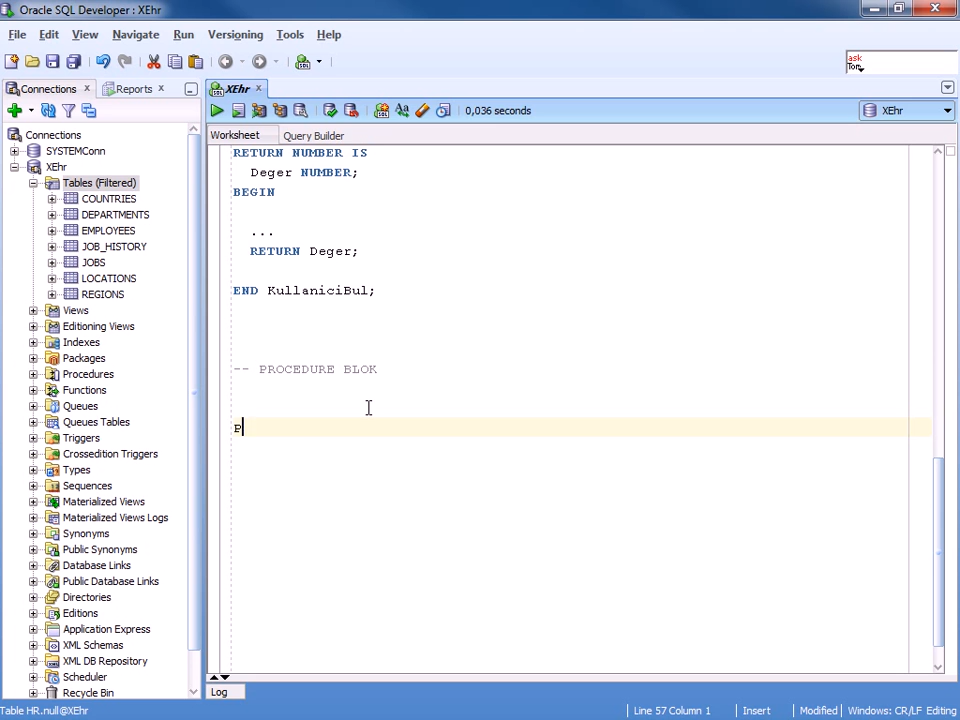 Oracle SQL Developer : XEhr
File Edit View Navigate Run Versioning Tools Help
ask
Tom
Connections Reports
XEhr
0,036 seconds
XEhr
Worksheet Query Builder
Connections
SYSTEMConn
XEhr
Tables (Filtered)
COUNTRIES
DEPARTMENTS
EMPLOYEES
JOB_HISTORY
JOBS
LOCATIONS
REGIONS
Views
Editioning Views
Indexes
Packages
Procedures
Functions
Queues
Queues Tables
Triggers
Crossedition Triggers
Types
Sequences
Materialized Views
Materialized Views Logs
Synonyms
Public Synonyms
Database Links
Public Database Links
Directories
Editions
Application Express
XML Schemas
XML DB Repository
Scheduler
Recycle Bin
RETURN NUMBER IS
Deger NUMBER;
BEGIN
...
RETURN Deger;
END KullaniciBul;
-- PROCEDURE BLOK
P
Log
Table HR.null@XEhr
Line 57 Column 1
Insert
Modified
Windows: CR/LF Editing